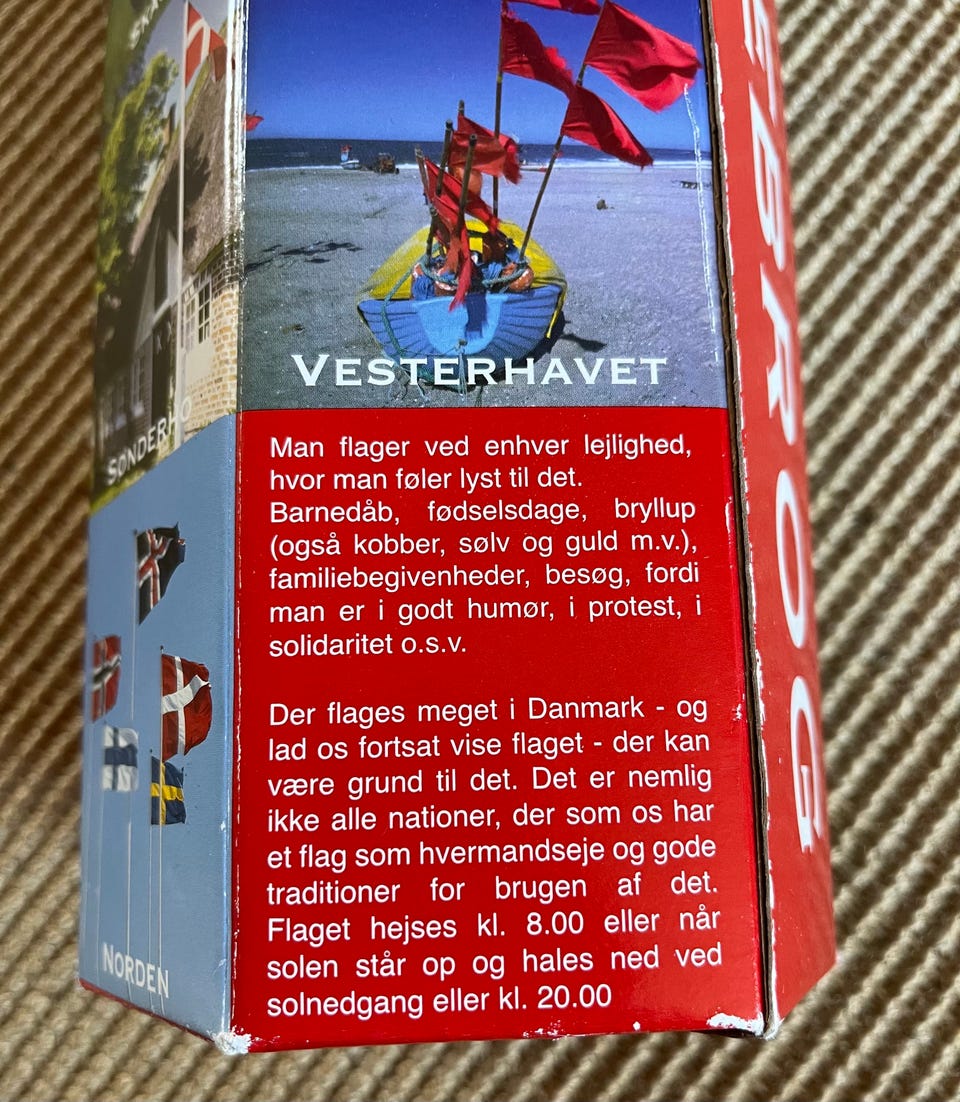 VESTERHAVET
Man flager ved enhver lejlighed,
hvor man føler lyst til det.
Barnedåb, fødselsdage, bryllup
(også kobber, sølv og guld m.v.),
familiebegivenheder, besøg, fordi
man er i godt humør, i protest, i
solidaritet o.s.v.
Der flages meget i Danmark - og
lad os fortsat vise flaget - der kan
være grund til det. Det er nemlig
ikke alle nationer, der som os har
et flag som hvermandseje og gode
traditioner for brugen af det.
Flaget hejses kl. 8.00 eller når
solen står op og hales ned ved
solnedgang eller kl. 20.00
NORDEN